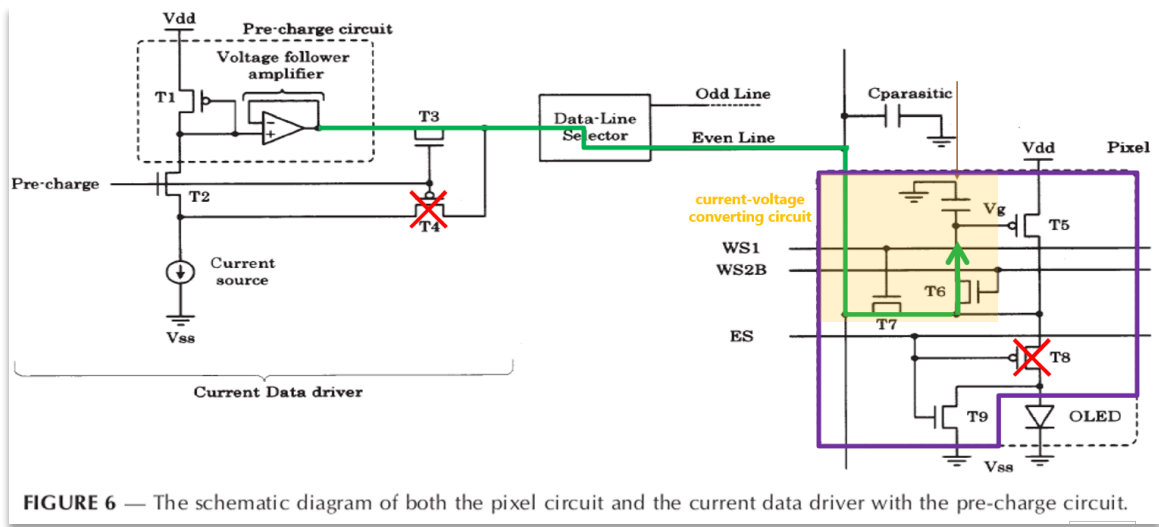 Vdd
Pre-charge circuit
Voltage follower
amplifier
T1
T3
Odd Line
Data-Line
Selector
Even Line
Cparasitic
Vdd
Pixel
Pre-charge
T2
T4
current-voltage
converting circuit
Vg
T5
WS1
WS2B
T6
T7
Current
source
Vss
ES
T8
T9
OLED
Vss
Current Data driver
FIGURE 6 — The schematic diagram of both the pixel circuit and the current data driver with the pre-charge circuit.